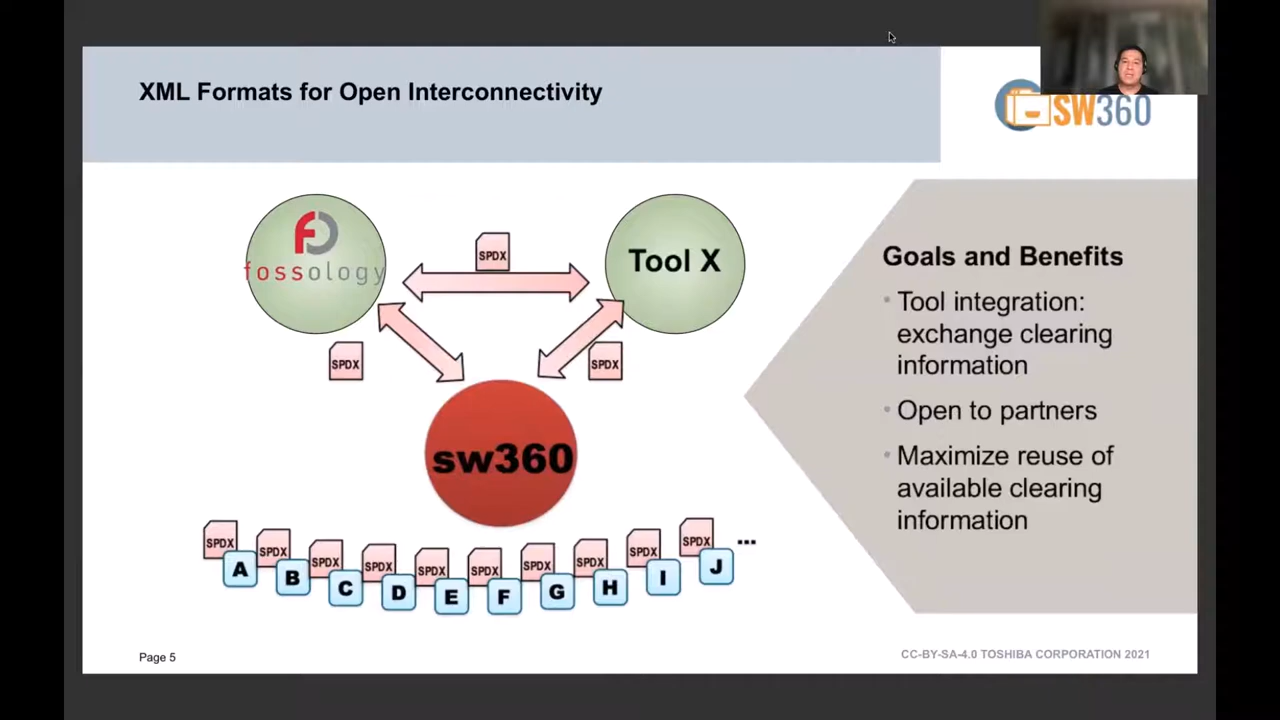 XML Formats for Open Interconnectivity
SW360
fossology
SPDX
Tool X
SPDX
SPDX
sw360
SPDX SPDX SPDX SPDX SPDX SPDX SPDX SPDX SPDX SPDX ...
A B C D E F G H I J
Goals and Benefits
• Tool integration:
exchange clearing
information
• Open to partners
• Maximize reuse of
available clearing
information
Page 5
CC-BY-SA-4.0 TOSHIBA CORPORATION 2021